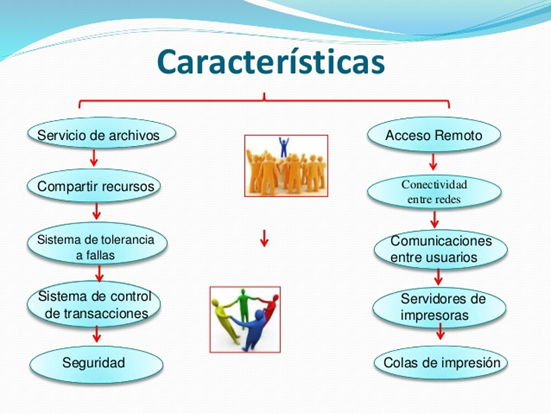 Características
Servicio de archivos
Compartir recursos
Sistema de tolerancia
a fallas
Sistema de control
de transacciones
Seguridad
Acceso Remoto
Conectividad
entre redes
Comunicaciones
entre usuarios
Servidores de
impresoras
Colas de impresión